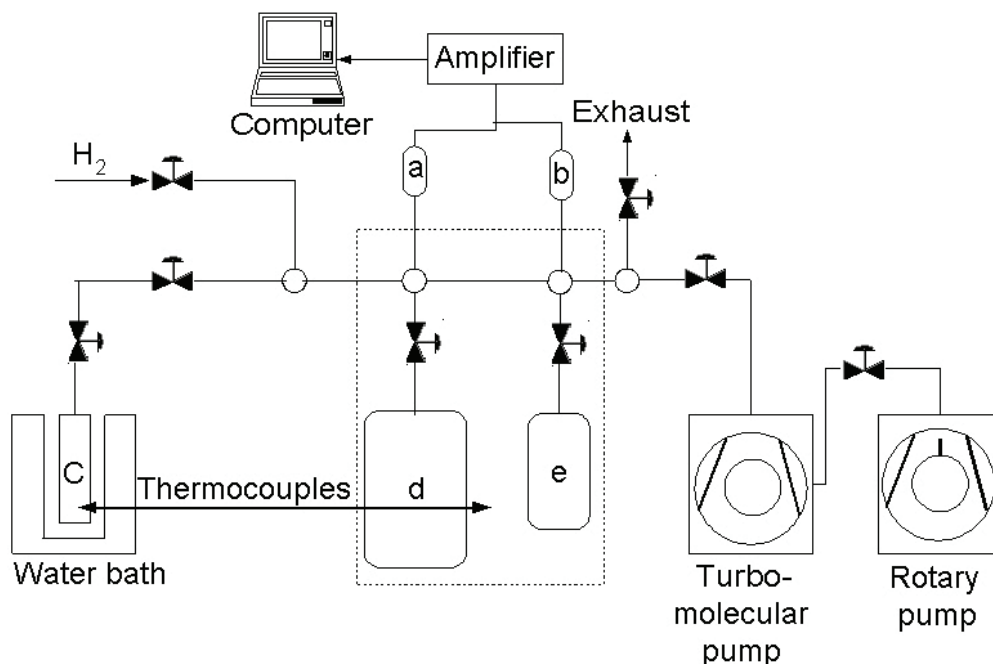 Amplifier
Computer
Exhaust
H2
a
b
C
Thermocouples
d
e
Water bath
Turbo-
molecular
pump
Rotary
pump